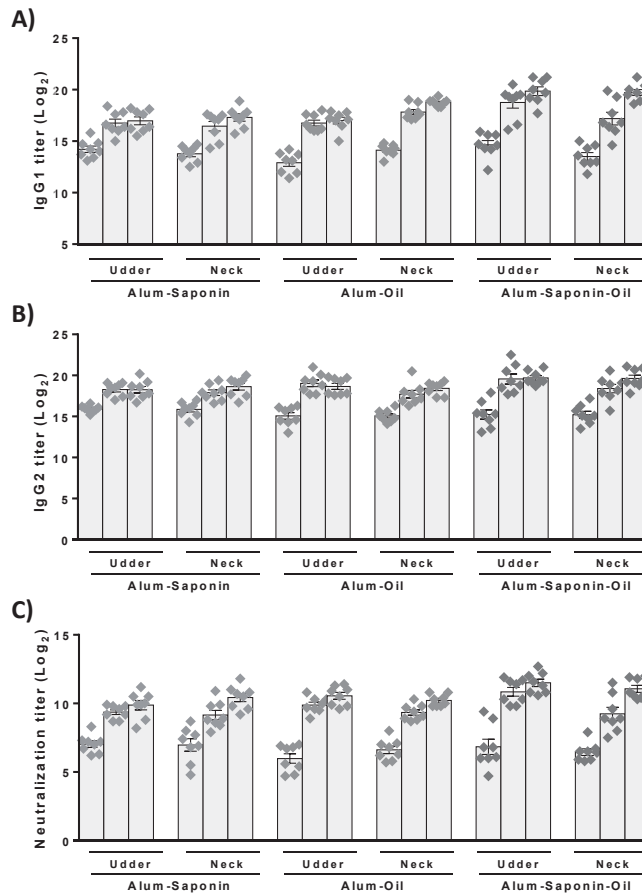 A)
IgG1 titer (Log2)
25
20
15
10
5
Udder Neck Udder Neck Udder Neck
Alum-Saponin Alum-Oil Alum-Saponin-Oil
B)
IgG2 titer (Log2)
25
20
15
10
5
0
Udder Neck Udder Neck Udder Neck
Alum-Saponin Alum-Oil Alum-Saponin-Oil
C)
Neutralization titer (Log2)
15
10
5
0
Udder Neck Udder Neck Udder Neck
Alum-Saponin Alum-Oil Alum-Saponin-Oil